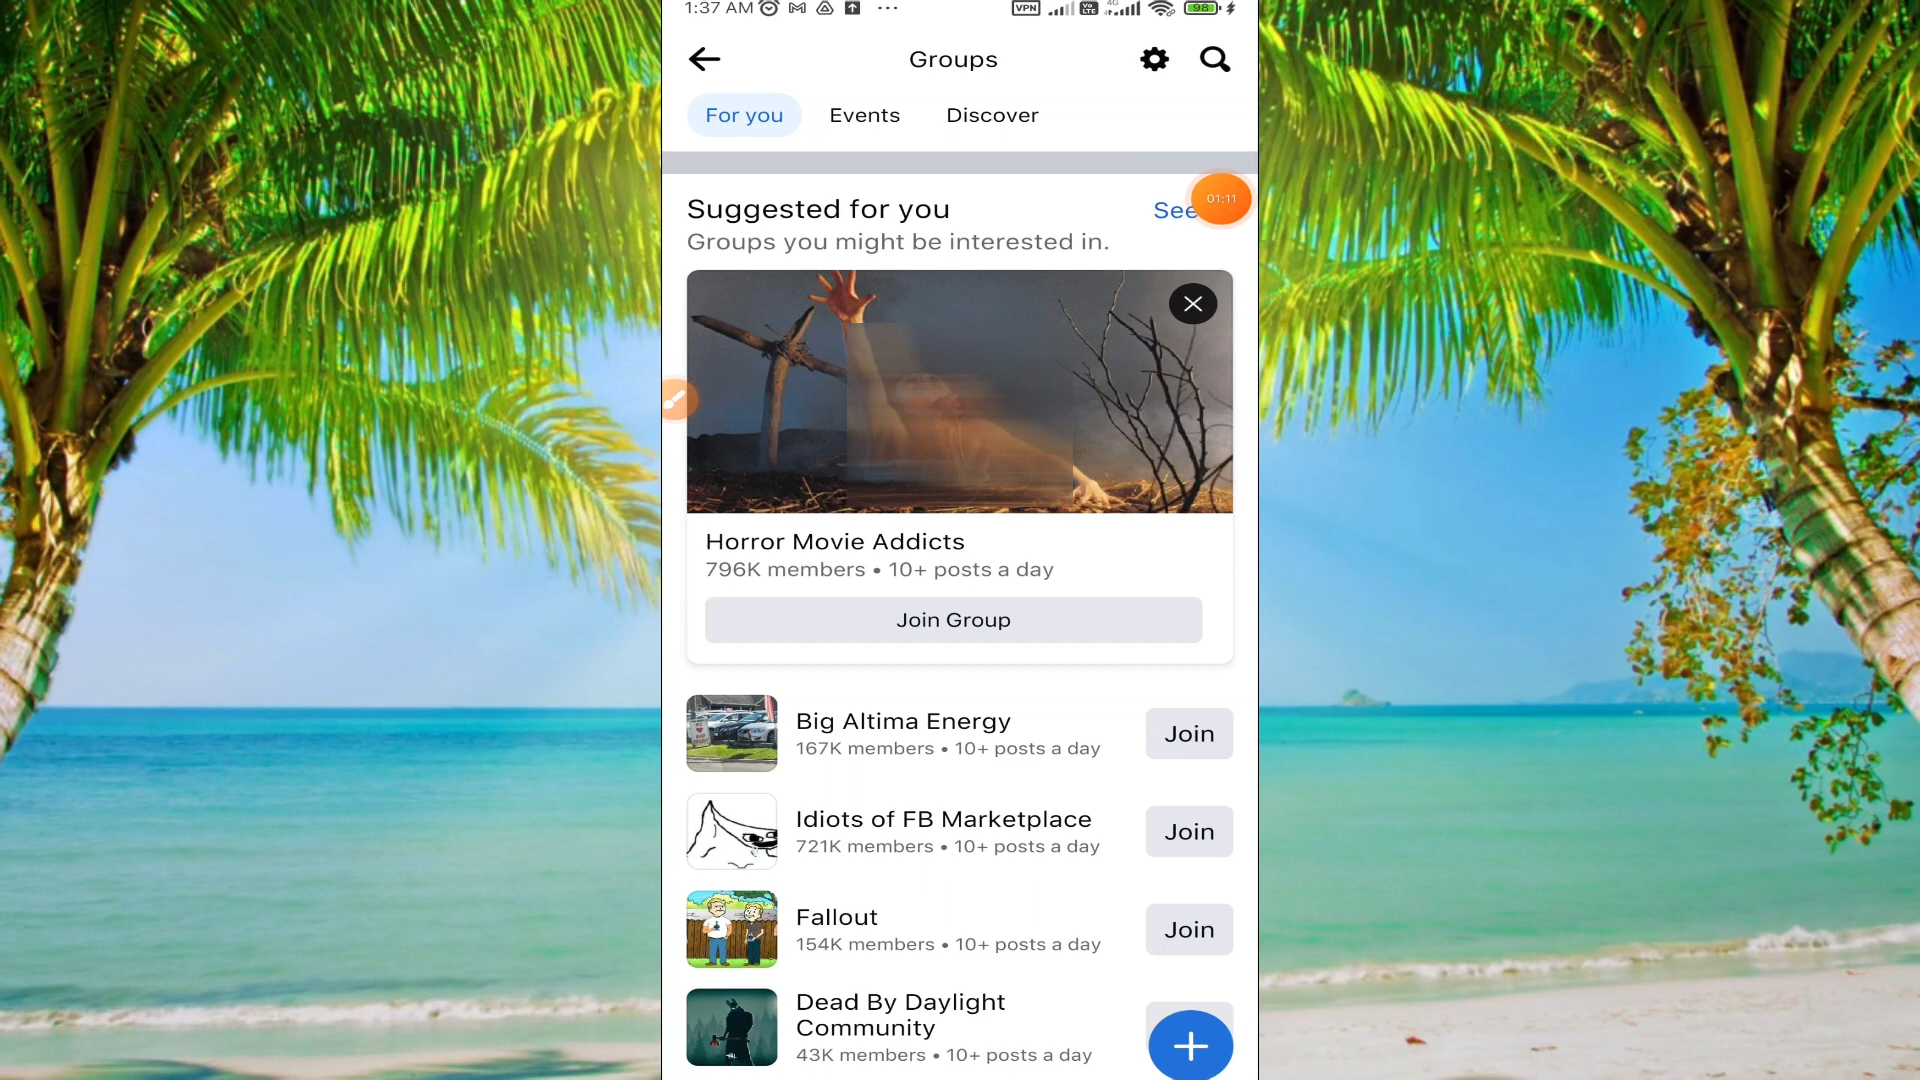 1:37 AM
VPN
Vo LTE
4G
98
Groups
For you
Events
Discover
Suggested for you
See
01:11
Groups you might be interested in.
Horror Movie Addicts
796K members • 10+ posts a day
Join Group
Big Altima Energy
167K members • 10+ posts a day
Join
Idiots of FB Marketplace
721K members • 10+ posts a day
Join
Fallout
154K members • 10+ posts a day
Join
Dead By Daylight
Community
43K members • 10+ posts a day